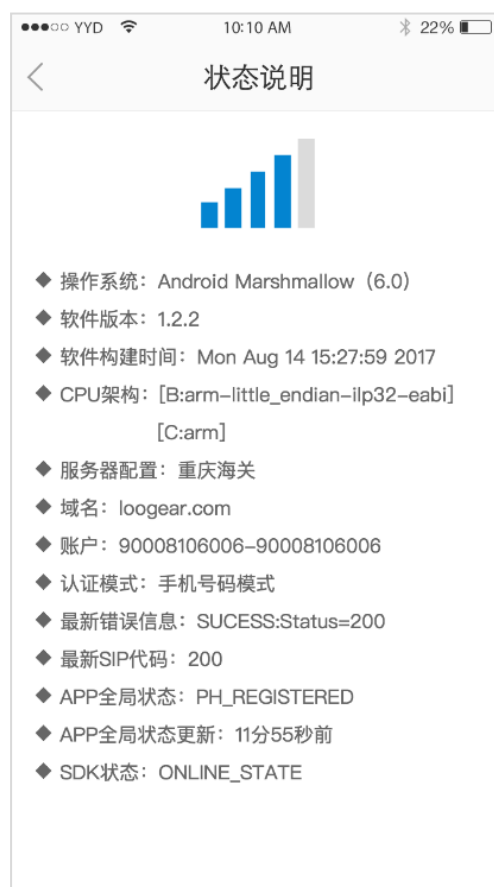 YYD 10:10 AM 22%
状态说明
◆ 操作系统：Android Marshmallow（6.0）
◆ 软件版本：1.2.2
◆ 软件构建时间：Mon Aug 14 15:27:59 2017
◆ CPU架构：[B:arm-little_endian-ilp32-eabi]
[C:arm]
◆ 服务器配置：重庆海关
◆ 域名：loogear.com
◆ 账户：90008106006-90008106006
◆ 认证模式：手机号码模式
◆ 最新错误信息：SUCESS:Status=200
◆ 最新SIP代码：200
◆ APP全局状态：PH_REGISTERED
◆ APP全局状态更新：11分55秒前
◆ SDK状态：ONLINE_STATE